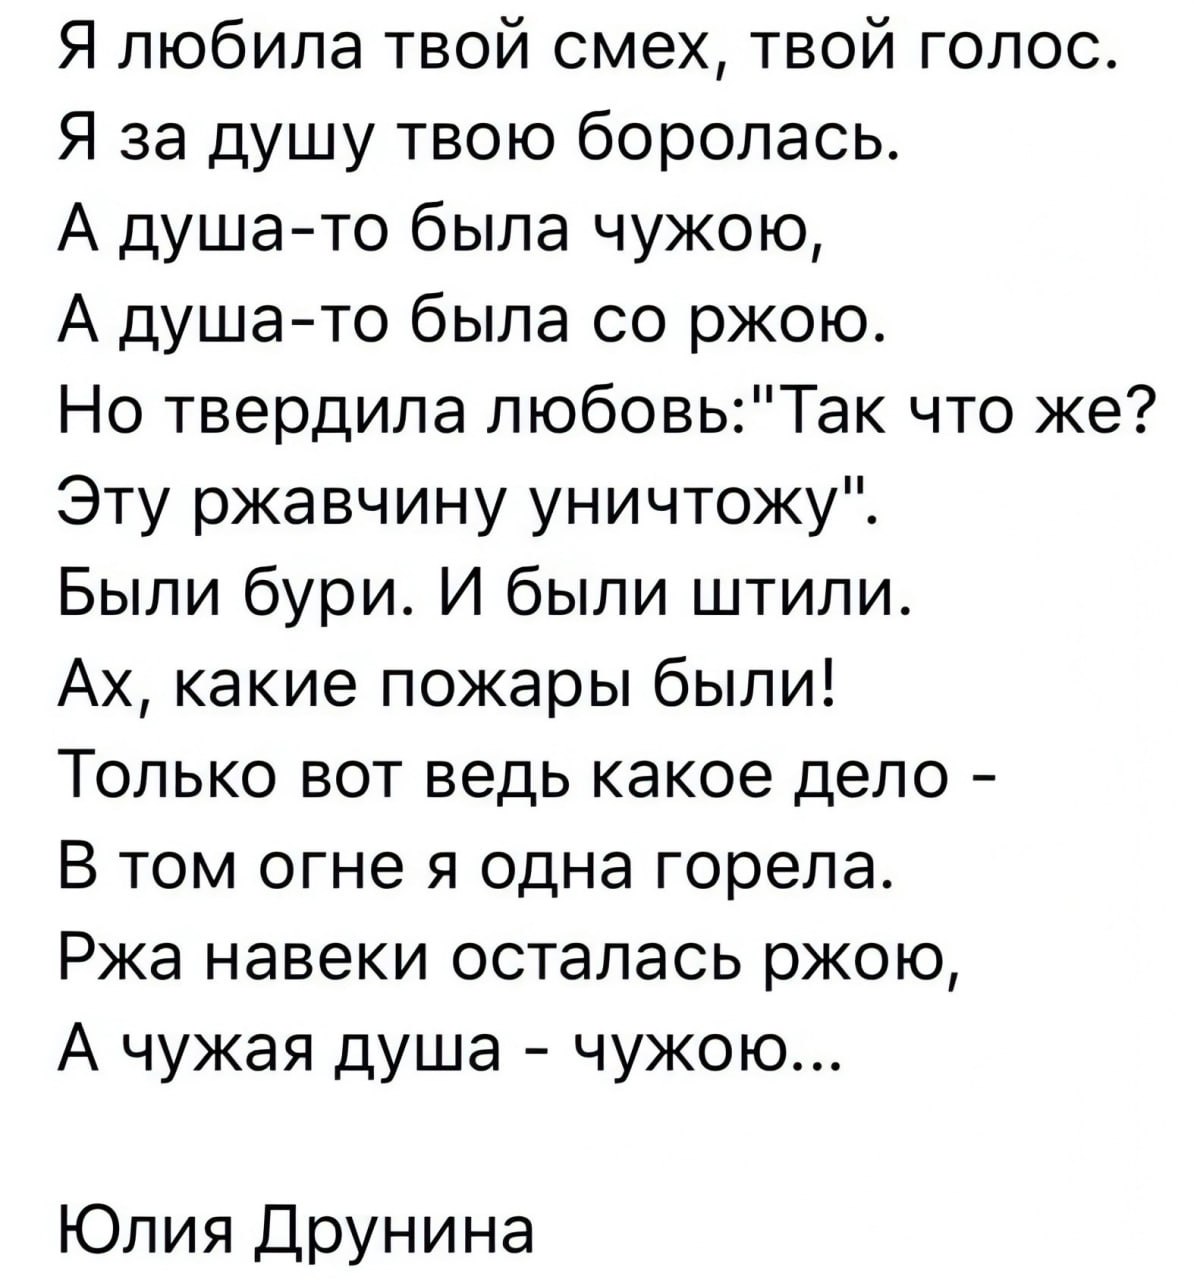 Я любила твой смех, твой голос.
Я за душу твою боролась.
А душа-то была чужою,
А душа-то была со ржою.
Но твердила любовь:"Так что же?
Эту ржавчину уничтожу".
Были бури. И были штили.
Ах, какие пожары были!
Только вот ведь какое дело -
В том огне я одна горела.
Ржа навеки осталась ржою,
А чужая душа - чужою...
Юлия Друнина